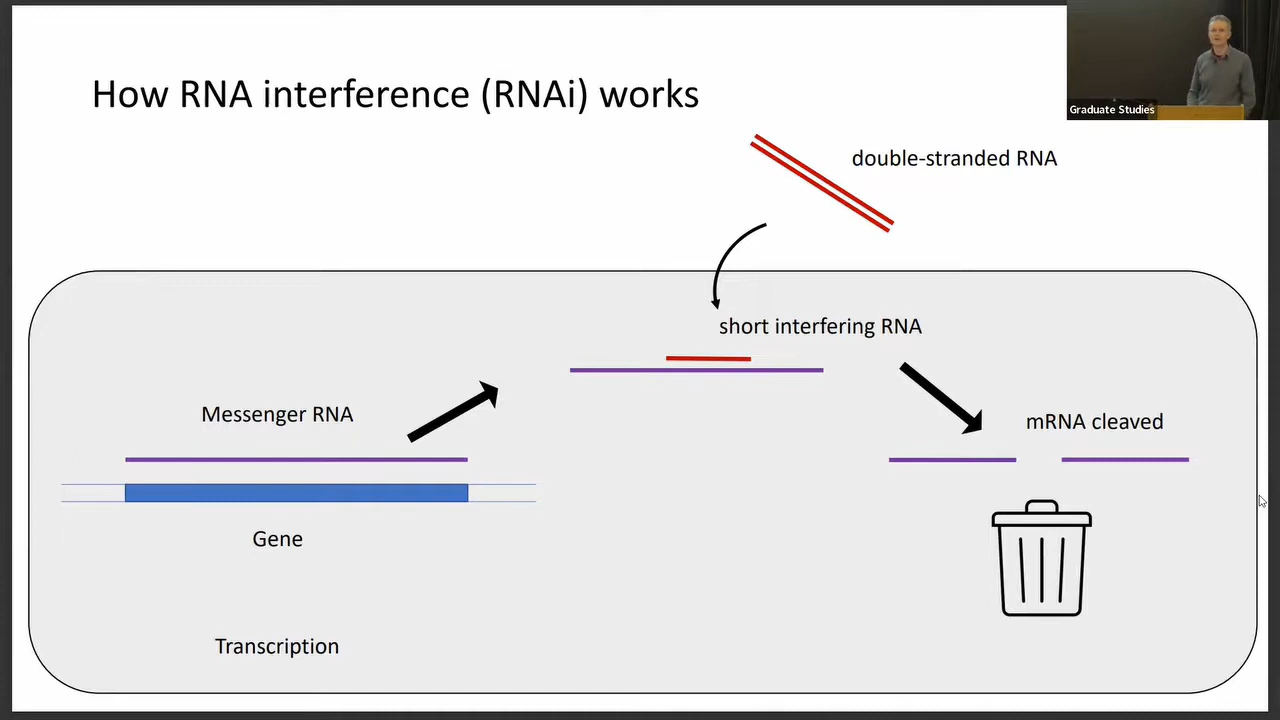 How RNA interference (RNAi) works
Graduate Studies
double-stranded RNA
short interfering RNA
Messenger RNA
mRNA cleaved
Gene
Transcription